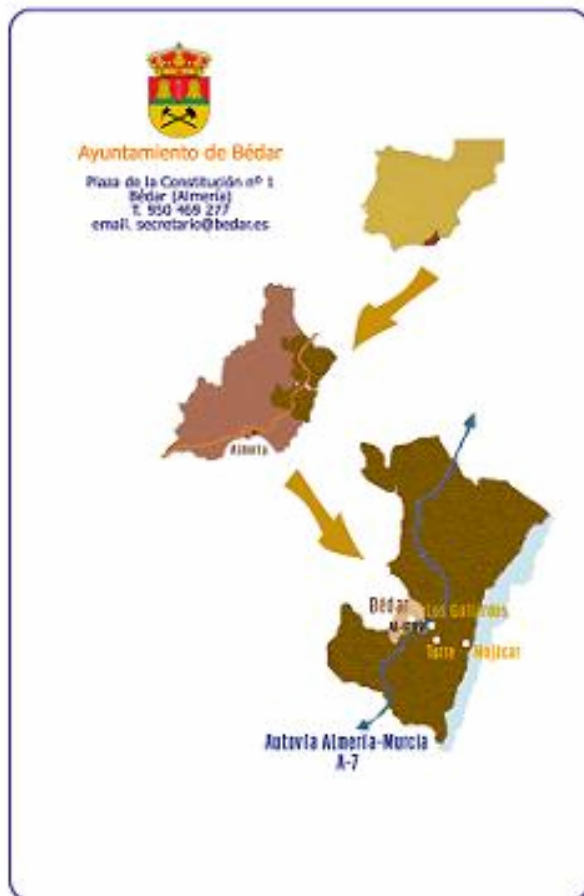 Ayuntamiento de Bédar
Plaza de la Constitución nº 1
Bédar (Almería)
T. 950 469 277
email. secretario@bedar.es
Almería
Bédar
Los Gallardos
Turre
Mojácar
Autovía Almería-Murcia
A-7